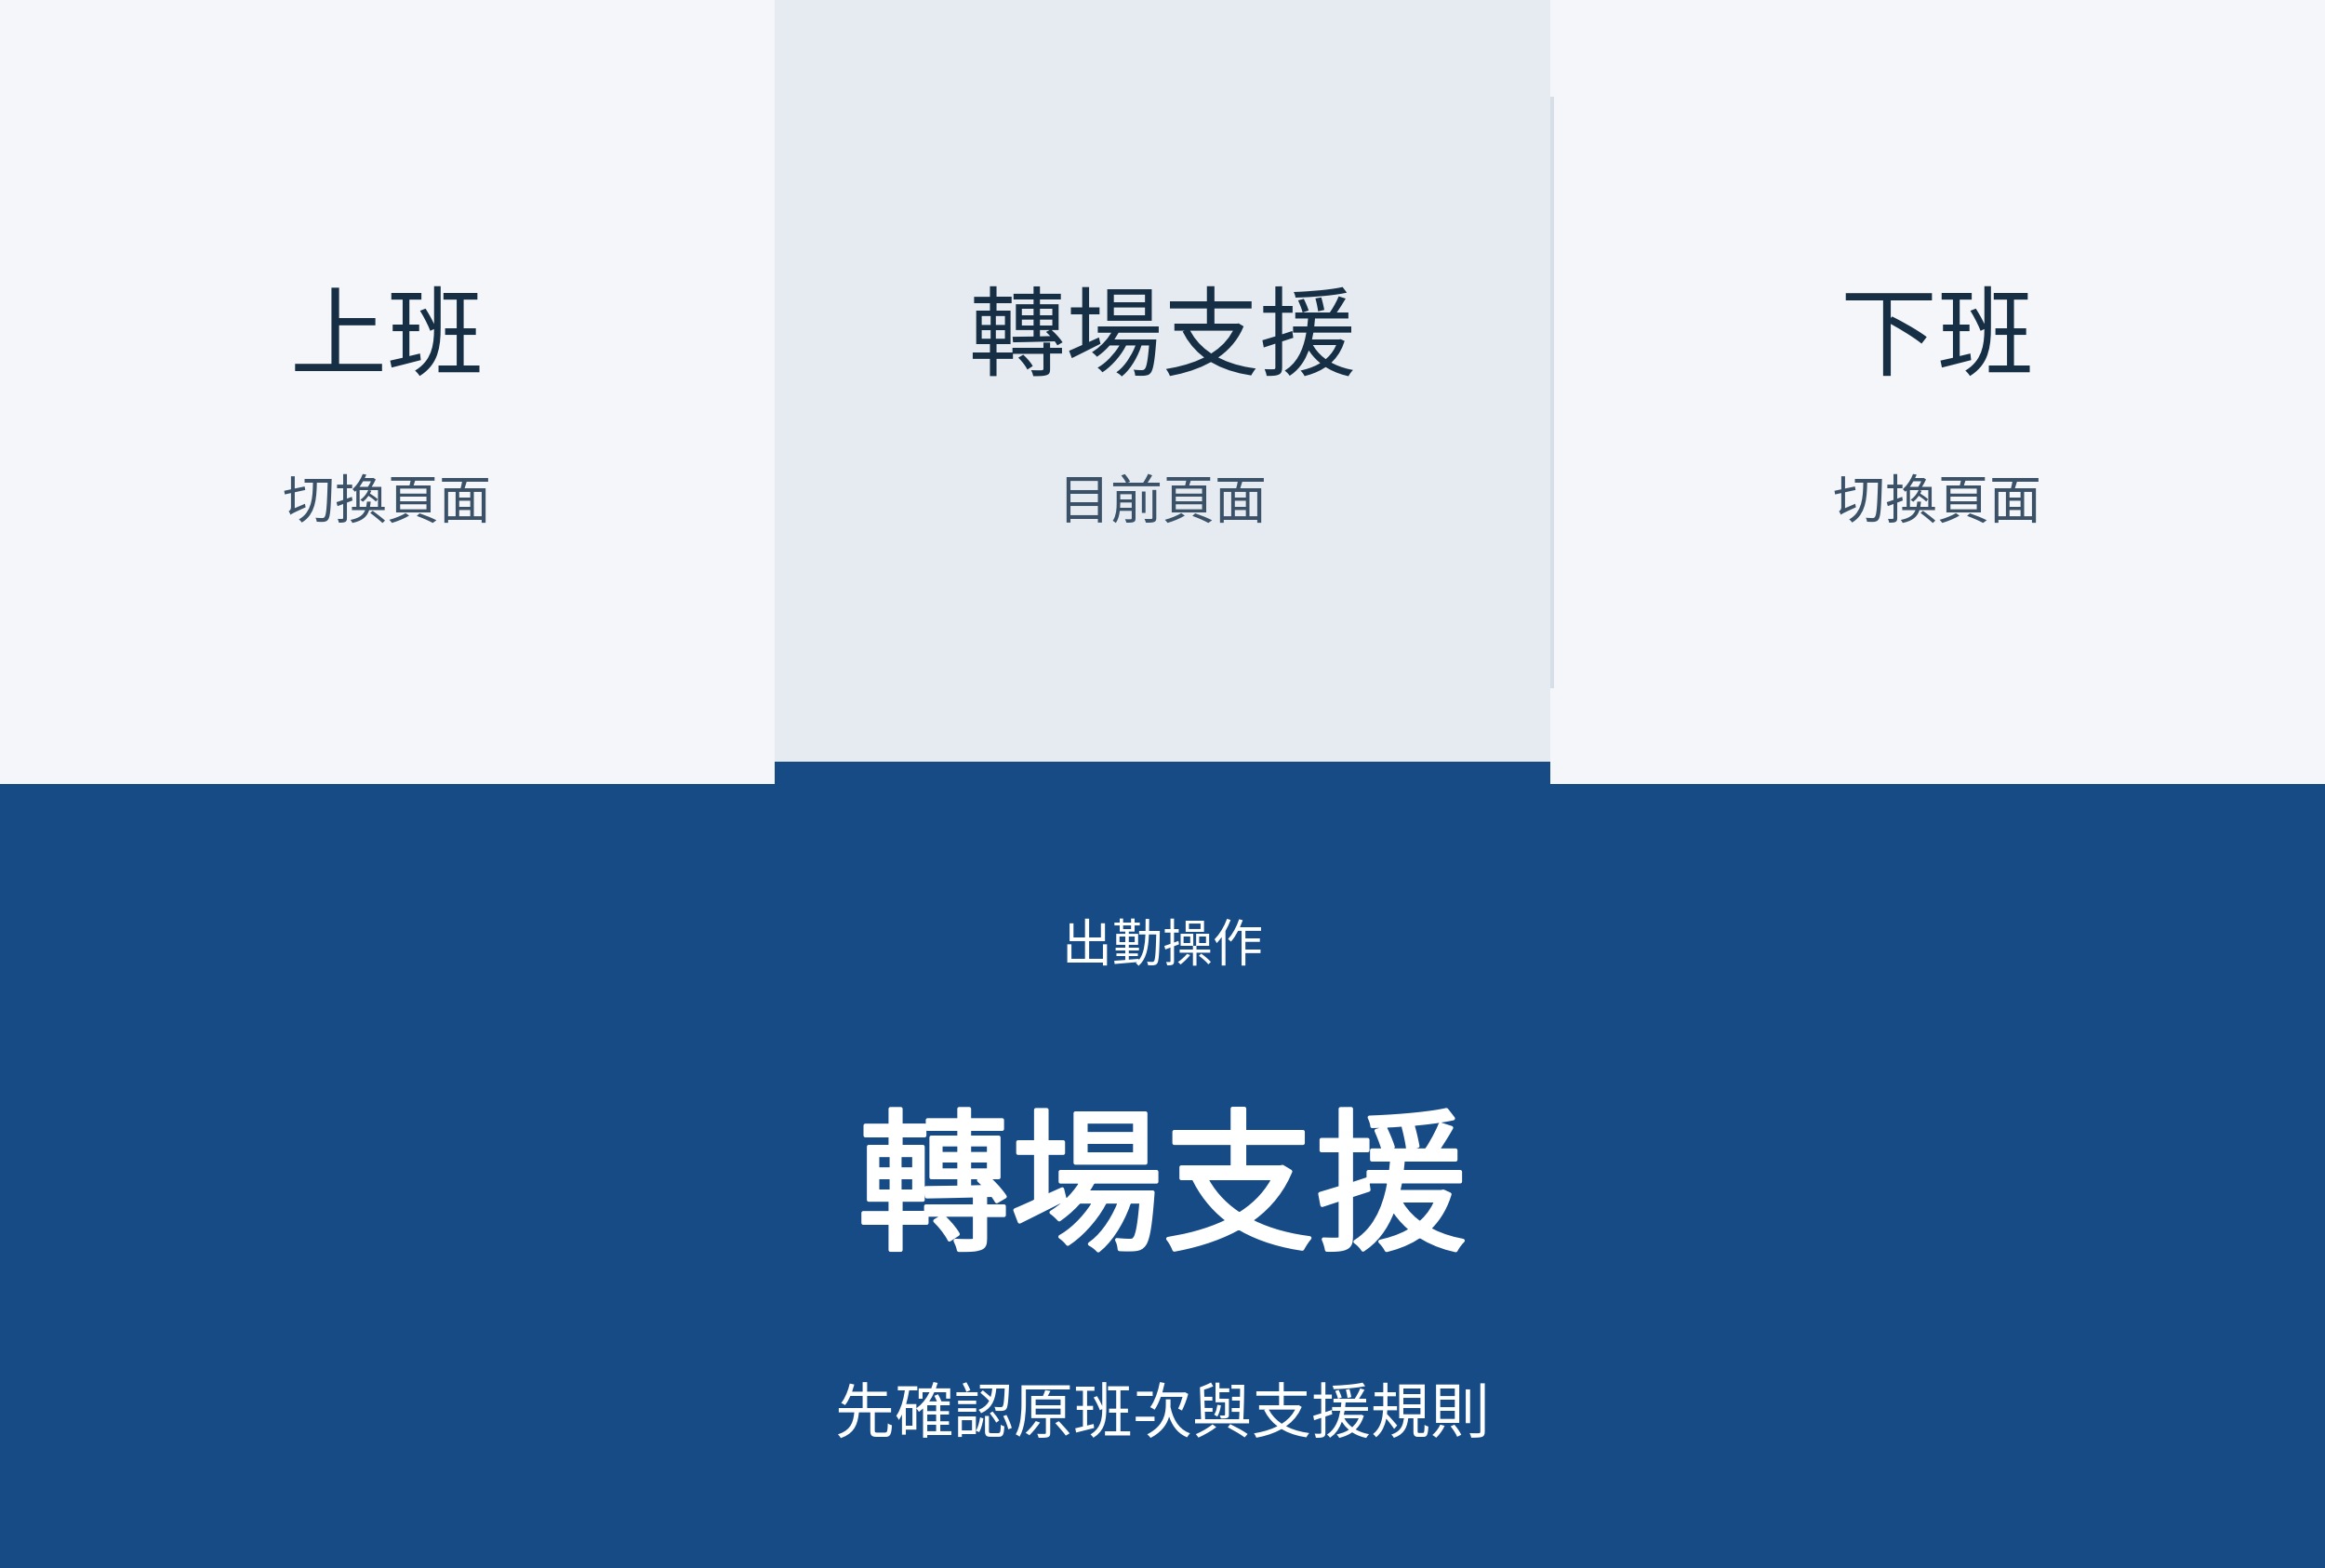 上班
切換頁面
轉場支援
目前頁面
下班
切換頁面
出勤操作
轉場支援
先確認原班次與支援規則